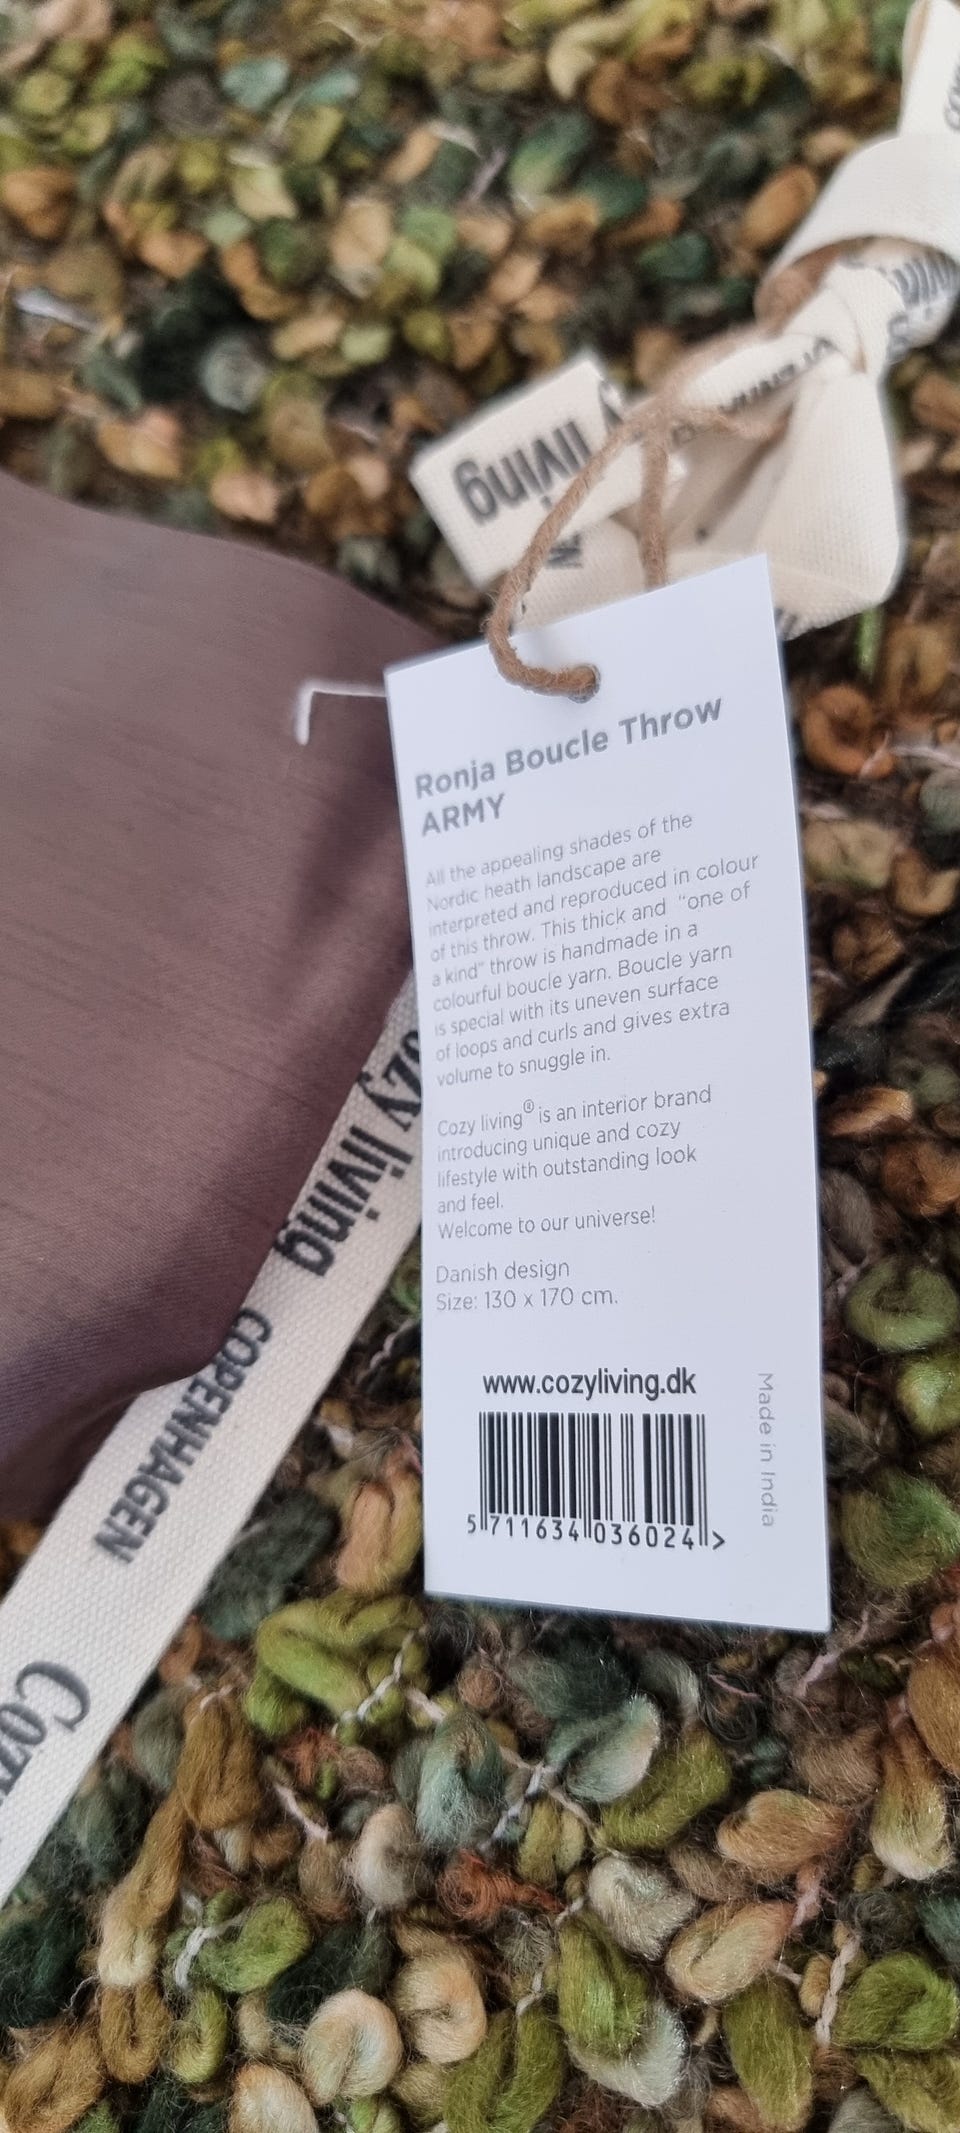 living
Ronja Boucle Throw
ARMY
All the appealing shades of the
Nordic heath landscape are
interpreted and reproduced in colour
of this throw. This thick and "one of
a kind" throw is handmade in a
colourful boucle yarn. Boucle yarn
is special with its uneven surface
of loops and curls and gives extra
volume to snuggle in.
Cozy living® is an interior brand
introducing unique and cozy
lifestyle with outstanding look
and feel.
Welcome to our universe!
Danish design
Size: 130 x 170 cm.
www.cozyliving.dk
5 711634 036024 >
Made in India
ozy living
COPENHAGEN
Cozy